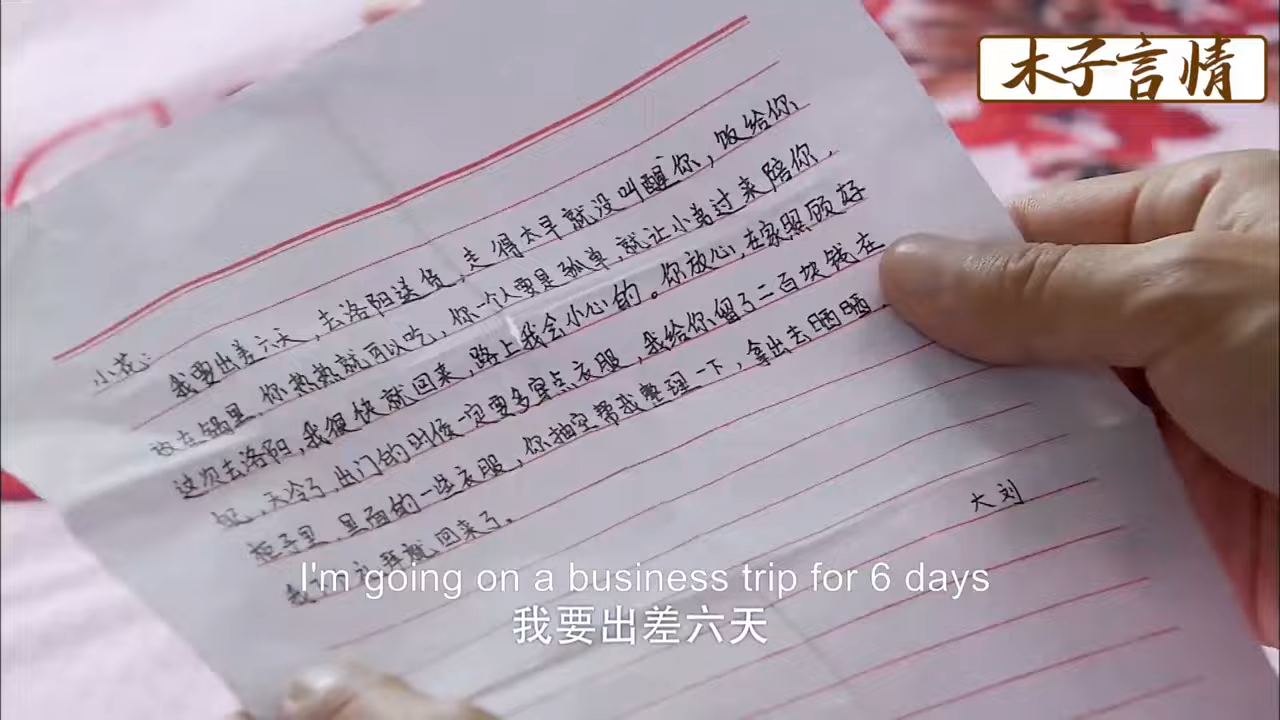 木子言情
小花:
我要出差六天，去洛阳送货，走得太早就没叫醒你，饭给你
放在锅里，你热热就可以吃，你一个人要是孤单，就让小弟过来陪你，
这次去洛阳，我很快就回来，路上我会小心的。你放心，在家照顾好
，天冷了，出门的时候一定要多穿点衣服，我给你留了二百块钱在
柜子里，里面的一些衣服，你抽空帮我整理一下，拿出去晒晒，
我就回来了。
大刘
I'm going on a business trip for 6 days
我要出差六天